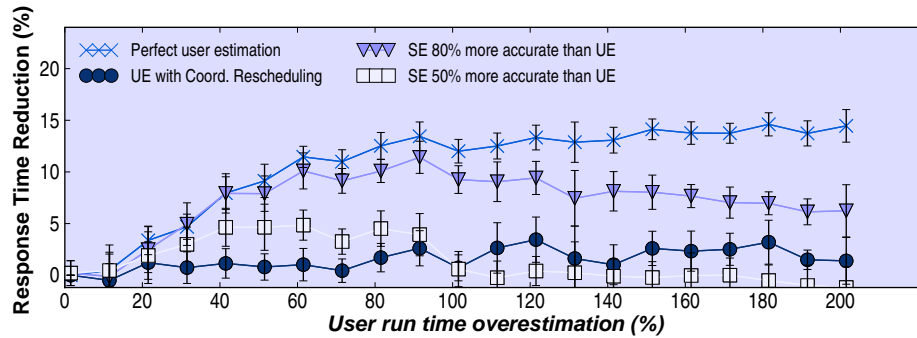 Perfect user estimation
UE with Coord. Rescheduling
SE 80% more accurate than UE
SE 50% more accurate than UE
Response Time Reduction (%)
20
15
10
5
0
0 20 40 60 80 100 120 140 160 180 200
User run time overestimation (%)